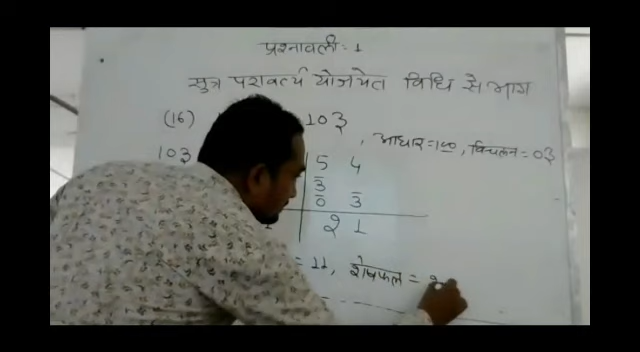 प्रश्नावली: 1
सूत्र परावर्त्य योजयेत विधि से भाग
(16) 103
, आधार=100, विचलन = 03
103 5 4
3̅
0̅ 3̅
1 2 1
= 11, शेषफल =